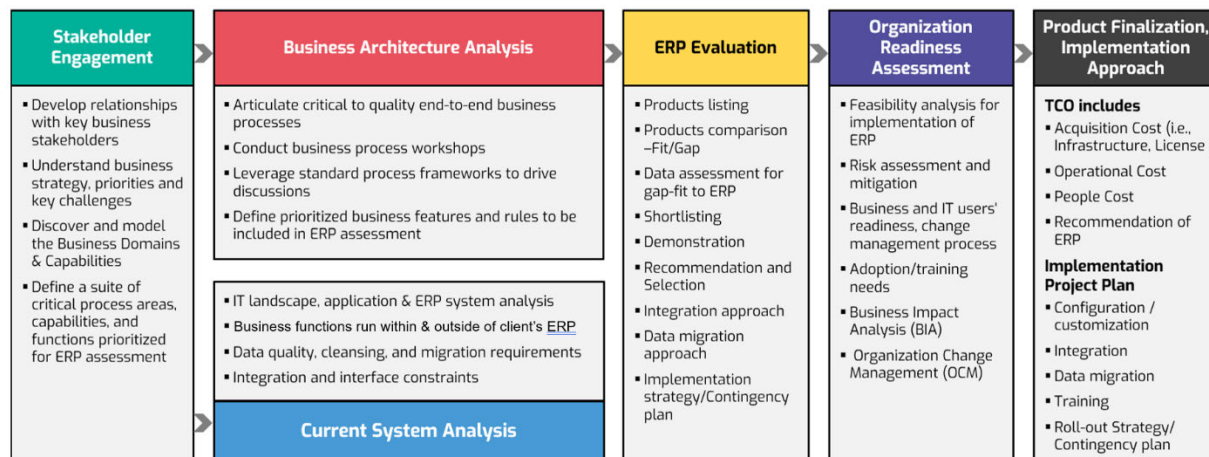 Stakeholder
Engagement
▪ Develop relationships
with key business
stakeholders
▪ Understand business
strategy, priorities and
key challenges
▪ Discover and model
the Business Domains
& Capabilities
▪ Define a suite of
critical process areas,
capabilities, and
functions prioritized
for ERP assessment
Business Architecture Analysis
▪ Articulate critical to quality end-to-end business
processes
▪ Conduct business process workshops
▪ Leverage standard process frameworks to drive
discussions
▪ Define prioritized business features and rules to be
included in ERP assessment
▪ IT landscape, application & ERP system analysis
▪ Business functions run within & outside of client's ERP
▪ Data quality, cleansing, and migration requirements
▪ Integration and interface constraints
Current System Analysis
ERP Evaluation
▪ Products listing
▪ Products comparison
–Fit/Gap
▪ Data assessment for
gap-fit to ERP
▪ Shortlisting
▪ Demonstration
▪ Recommendation and
Selection
▪ Integration approach
▪ Data migration
approach
▪ Implementation
strategy/Contingency
plan
Organization
Readiness
Assessment
▪ Feasibility analysis for
implementation of
ERP
▪ Risk assessment and
mitigation
▪ Business and IT users'
readiness, change
management process
▪ Adoption/training
needs
▪ Business Impact
Analysis (BIA)
▪ Organization Change
Management (OCM)
Product Finalization,
Implementation
Approach
TCO includes
▪ Acquisition Cost (i.e.,
Infrastructure, License
▪ Operational Cost
▪ People Cost
▪ Recommendation of
ERP
Implementation
Project Plan
▪ Configuration /
customization
▪ Integration
▪ Data migration
▪ Training
▪ Roll-out Strategy/
Contingency plan